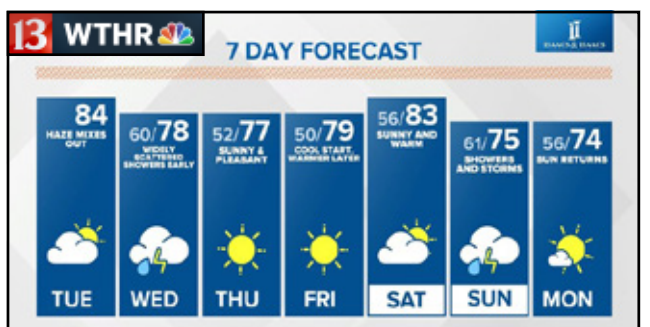 13 WTHR
7 DAY FORECAST
84
HAZE MIXES
OUT
TUE
60/78
WIDELY
SCATTERED
SHOWERS EARLY
WED
52/77
SUNNY &
PLEASANT
THU
50/79
COOL START,
WARMER LATER
FRI
56/83
SUNNY AND
WARM
SAT
61/75
SHOWERS
AND STORMS
SUN
56/74
SUN RETURNS
MON